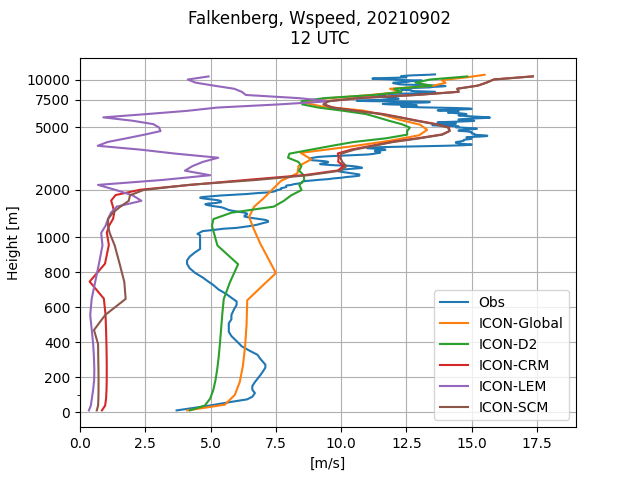 Falkenberg, Wspeed, 20210902
12 UTC
10000
7500
5000
2000
1000
800
600
400
200
0
Height [m]
Obs
ICON-Global
ICON-D2
ICON-CRM
ICON-LEM
ICON-SCM
0.0 2.5 5.0 7.5 10.0 12.5 15.0 17.5
[m/s]